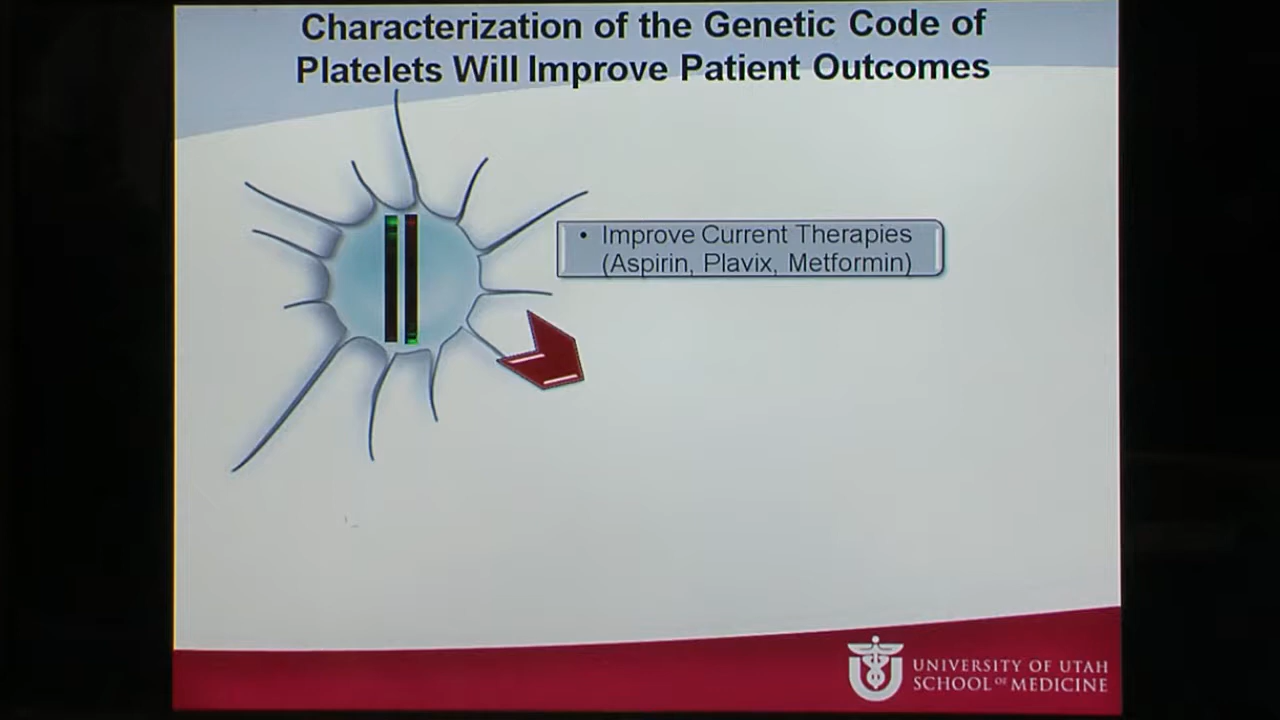 Characterization of the Genetic Code of
Platelets Will Improve Patient Outcomes
• Improve Current Therapies
(Aspirin, Plavix, Metformin)
UNIVERSITY OF UTAH
SCHOOL OF MEDICINE